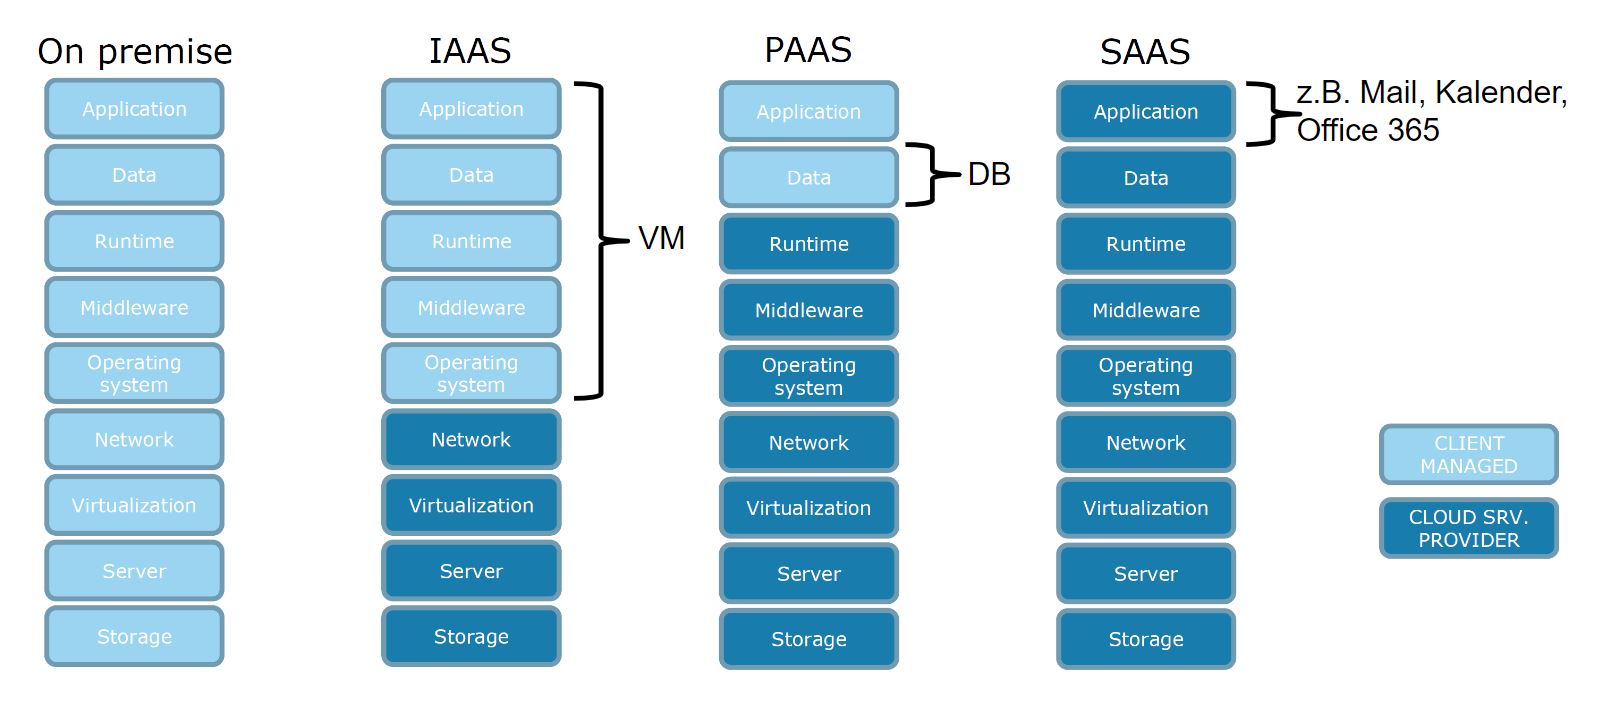 On premise
Application
Data
Runtime
Middleware
Operating
system
Network
Virtualization
Server
Storage
IAAS
Application
Data
Runtime
Middleware
Operating
system
Network
Virtualization
Server
Storage
VM
PAAS
Application
Data
Runtime
Middleware
Operating
system
Network
Virtualization
Server
Storage
DB
SAAS
Application
Data
Runtime
Middleware
Operating
system
Network
Virtualization
Server
Storage
z.B. Mail, Kalender,
Office 365
CLIENT
MANAGED
CLOUD SRV.
PROVIDER